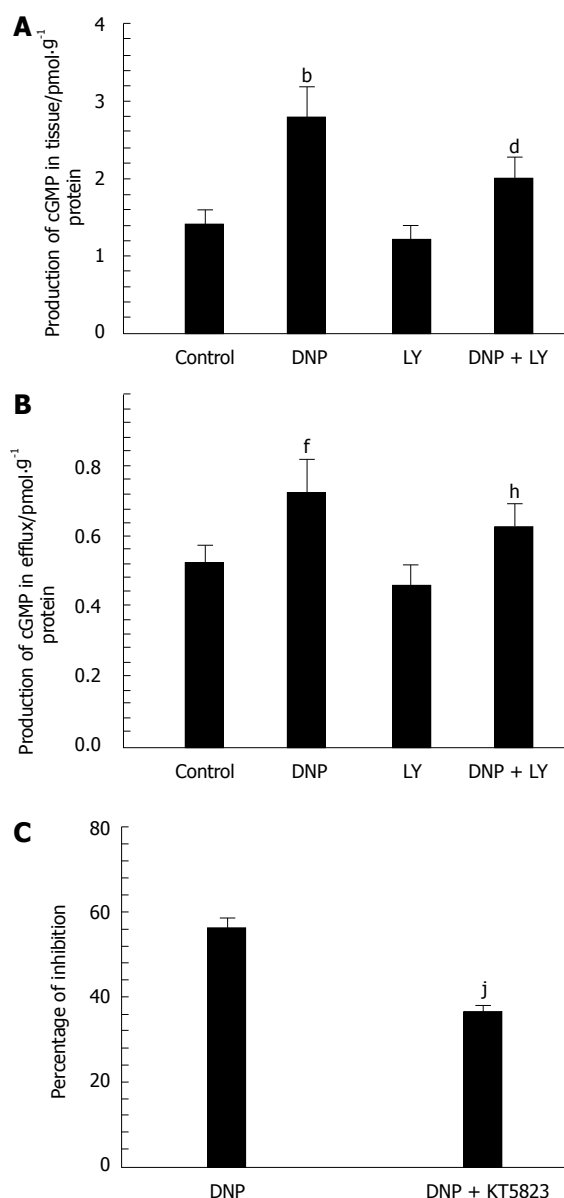 A
Production of cGMP in tissue/pmol·g⁻¹
protein
4
3
2
1
0
b
d
Control DNP LY DNP + LY
B
Production of cGMP in efflux/pmol·g⁻¹
protein
0.8
0.6
0.4
0.2
0.0
f
h
Control DNP LY DNP + LY
C
Percentage of inhibition
80
60
40
20
0
j
DNP DNP + KT5823